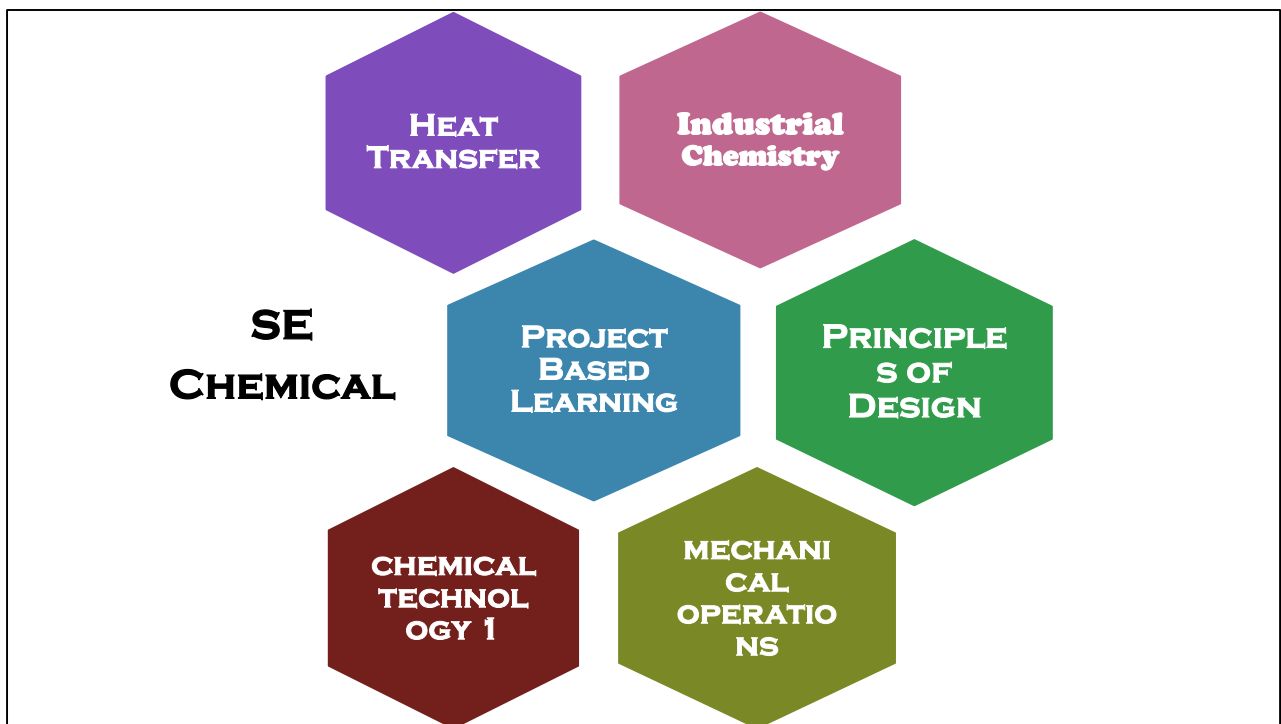 Heat
Transfer
Industrial
Chemistry
SE
Chemical
Project
Based
Learning
Principle
s of
Design
chemical
technol
ogy 1
mechani
cal
operatio
ns